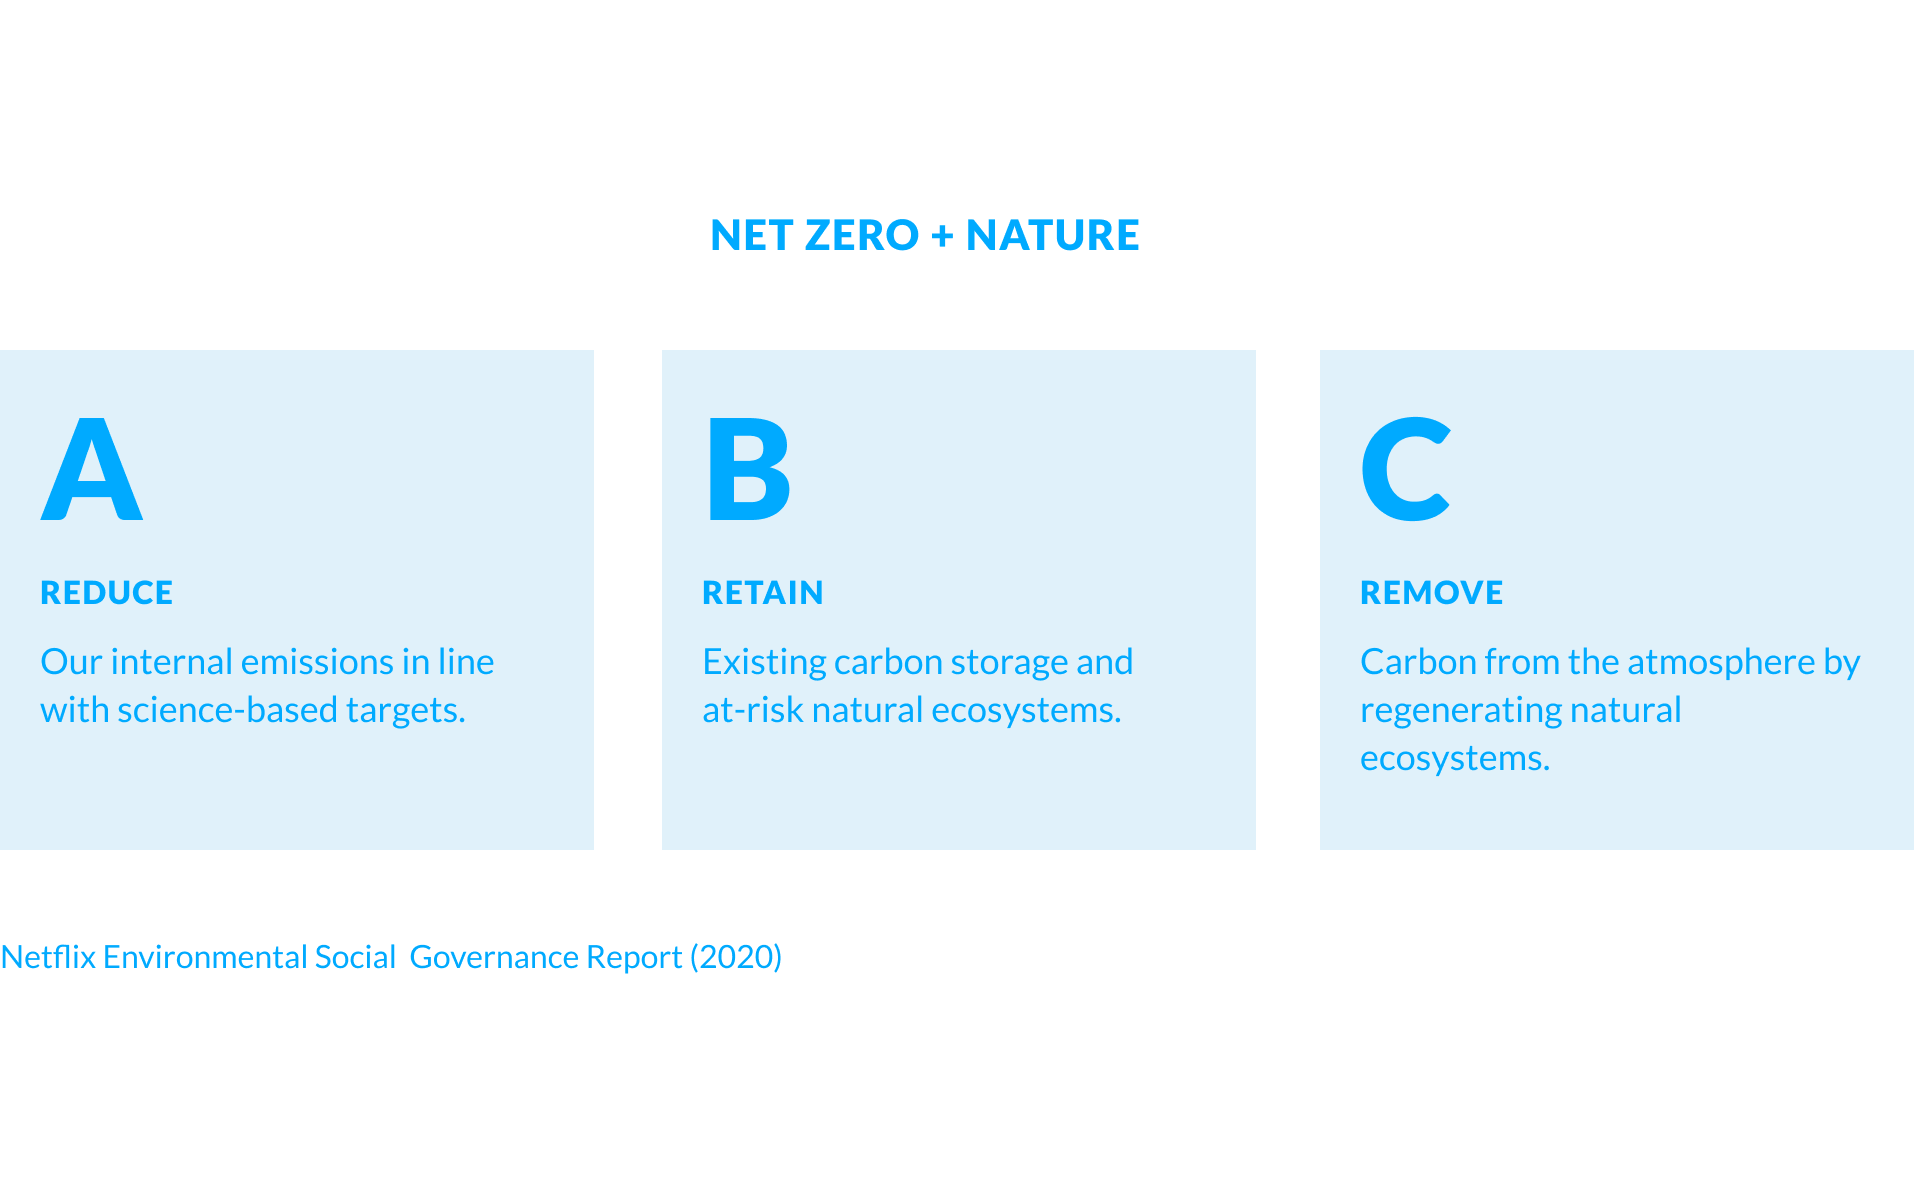 NET ZERO + NATURE
A
REDUCE
Our internal emissions in line
with science-based targets.
B
RETAIN
Existing carbon storage and
at-risk natural ecosystems.
C
REMOVE
Carbon from the atmosphere by
regenerating natural
ecosystems.
Netflix Environmental Social  Governance Report (2020)